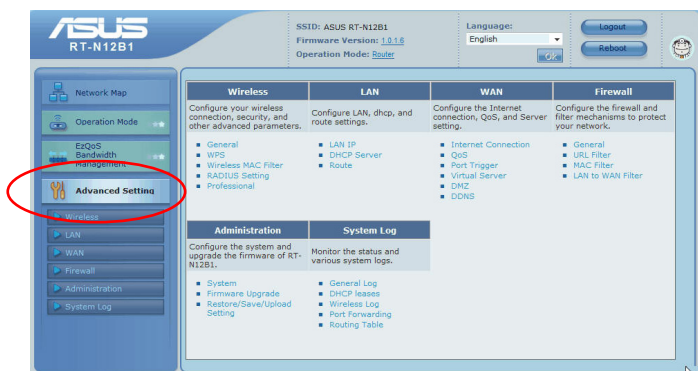 ASUS
RT-N12B1
SSID: ASUS RT-N12B1
Firmware Version: 1.0.1.6
Operation Mode: Router
Language:
English
OK
Logout
Reboot
Network Map
Operation Mode
EzQoS
Bandwidth
Management
Advanced Setting
Wireless
LAN
WAN
Firewall
Administration
System Log
Wireless
Configure your wireless
connection, security, and
other advanced parameters.
General
WPS
Wireless MAC Filter
RADIUS Setting
Professional
LAN
Configure LAN, dhcp, and
route settings.
LAN IP
DHCP Server
Route
WAN
Configure the Internet
connection, QoS, and Server
setting.
Internet Connection
QoS
Port Trigger
Virtual Server
DMZ
DDNS
Firewall
Configure the firewall and
filter mechanisms to protect
your network.
General
URL Filter
MAC Filter
LAN to WAN Filter
Administration
Configure the system and
upgrade the firmware of RT-
N12B1.
System
Firmware Upgrade
Restore/Save/Upload
Setting
System Log
Monitor the status and
various system logs.
General Log
DHCP leases
Wireless Log
Port Forwarding
Routing Table